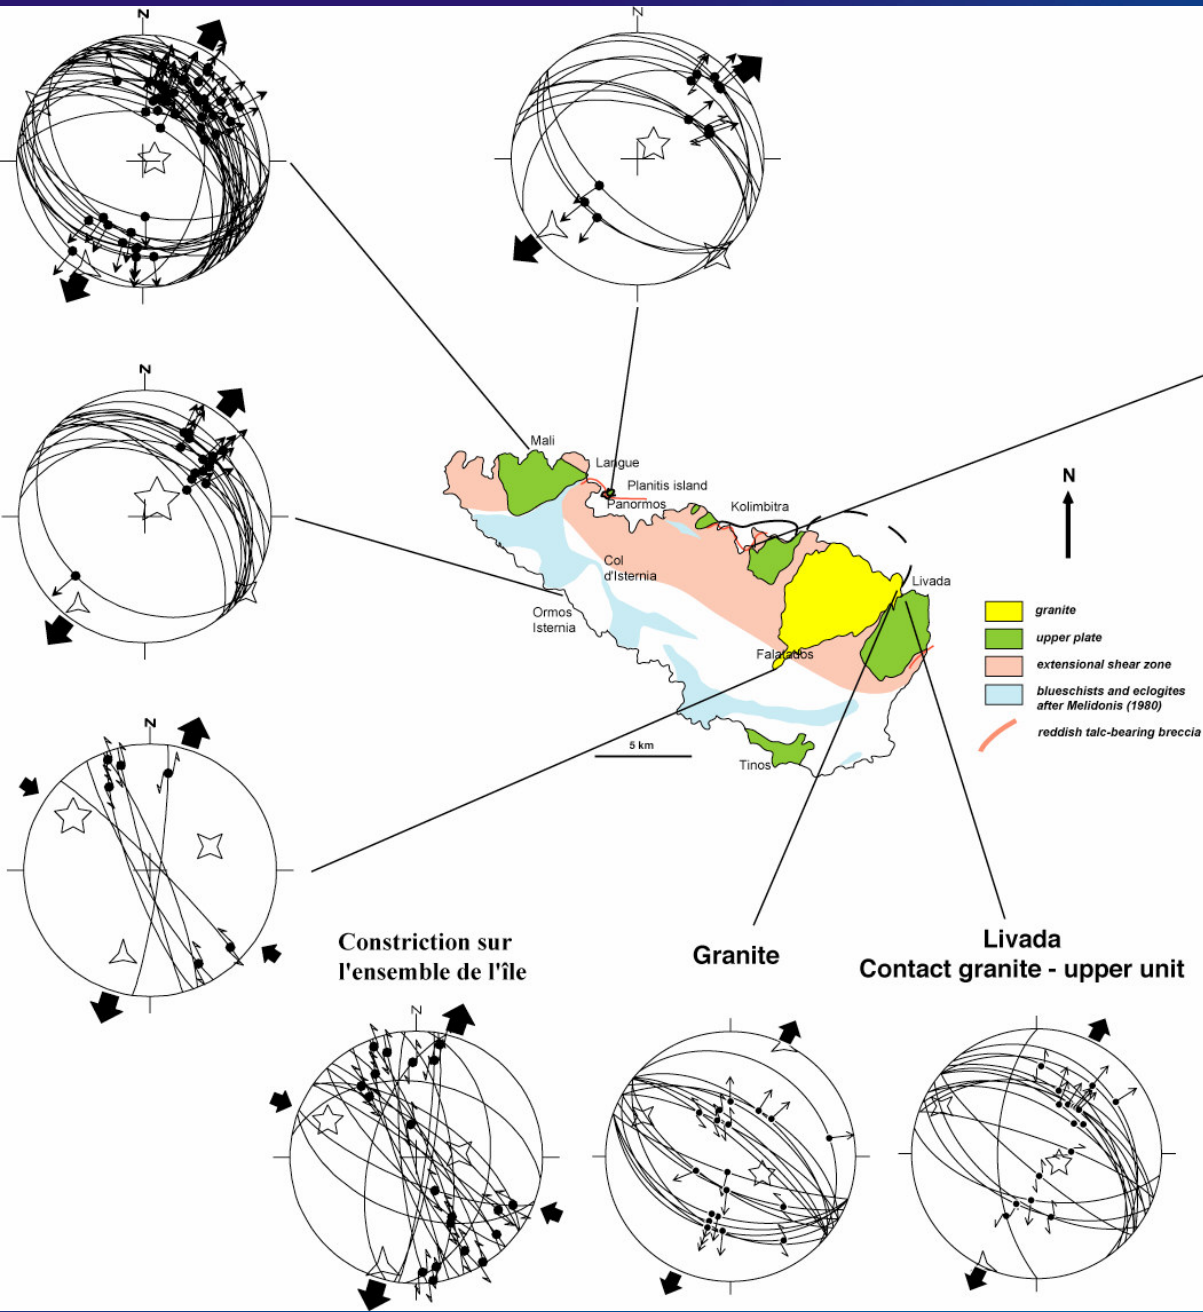 N
N
N
N
Mali
Langue
Planitis island
Panormos
Kolimbitra
N
Col
d'Isternia
Livada
Ormos
Isternia
Falatados
granite
upper plate
extensional shear zone
blueschists and eclogites
after Melidonis (1980)
reddish talc-bearing breccia
5 km
Tinos
Constriction sur
l'ensemble de l'île
Granite
Livada
Contact granite - upper unit
N